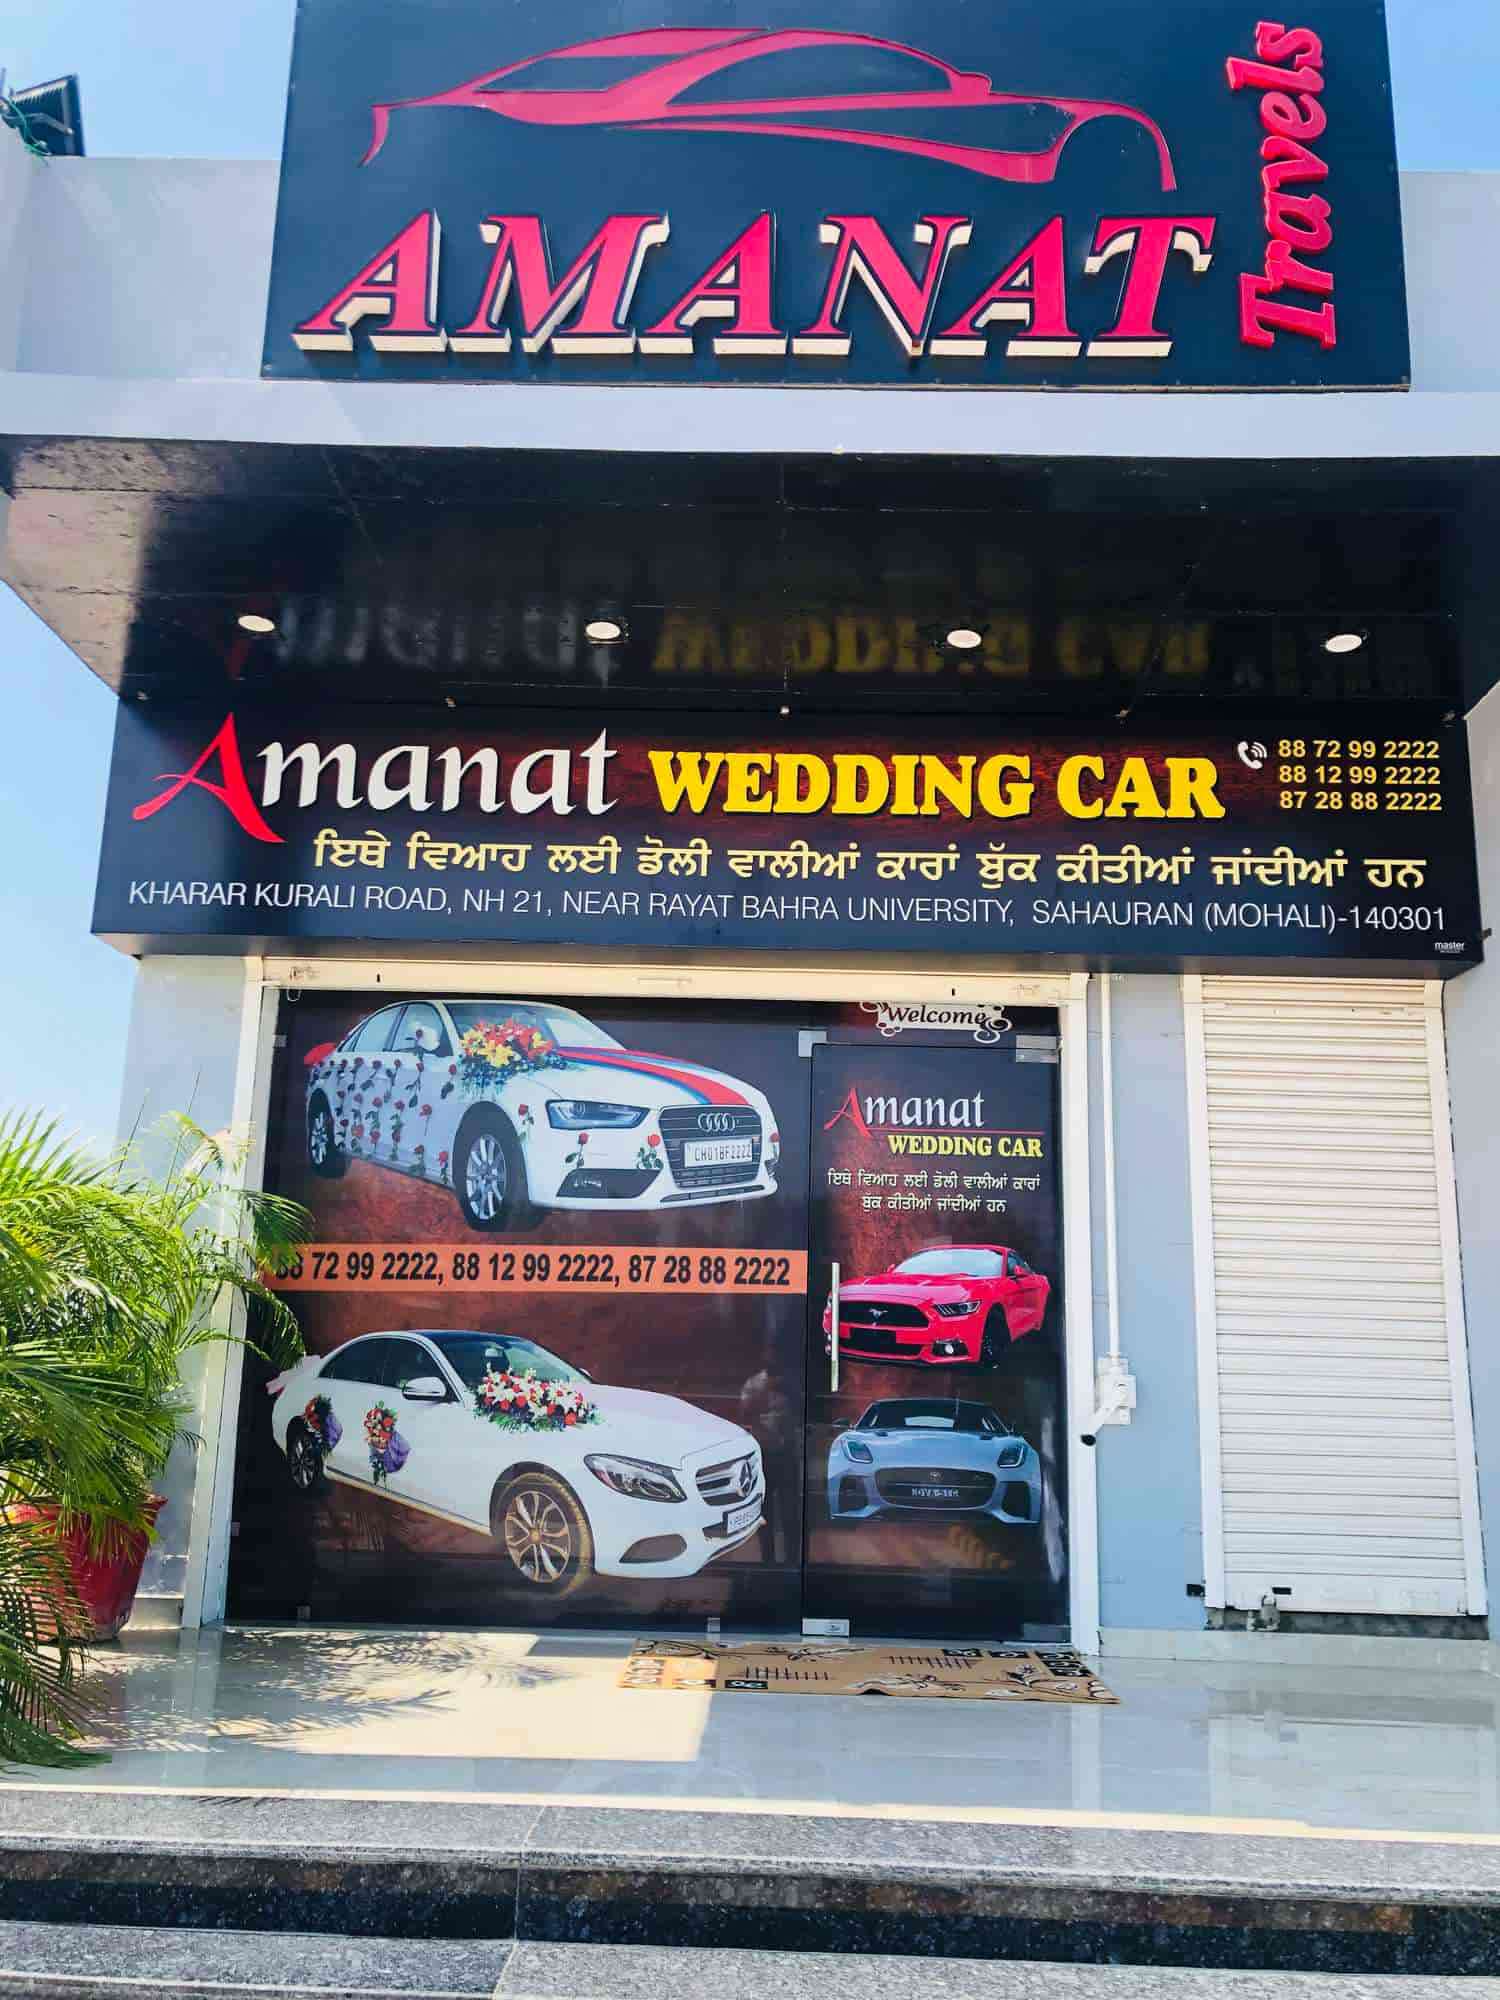 AMANAT
Travels
Amanat WEDDING CAR
88 72 99 2222
88 12 99 2222
87 28 88 2222
ਇਥੇ ਵਿਆਹ ਲਈ ਡੋਲੀ ਵਾਲੀਆਂ ਕਾਰਾਂ ਬੁੱਕ ਕੀਤੀਆਂ ਜਾਂਦੀਆਂ ਹਨ
KHARAR KURALI ROAD, NH 21, NEAR RAYAT BAHRA UNIVERSITY, SAHAURAN (MOHALI)-140301
master
Welcome
Amanat
WEDDING CAR
ਇਥੇ ਵਿਆਹ ਲਈ ਡੋਲੀ ਵਾਲੀਆਂ ਕਾਰਾਂ
ਬੁੱਕ ਕੀਤੀਆਂ ਜਾਂਦੀਆਂ ਹਨ
CH01BF2222
88 72 99 2222, 88 12 99 2222, 87 28 88 2222